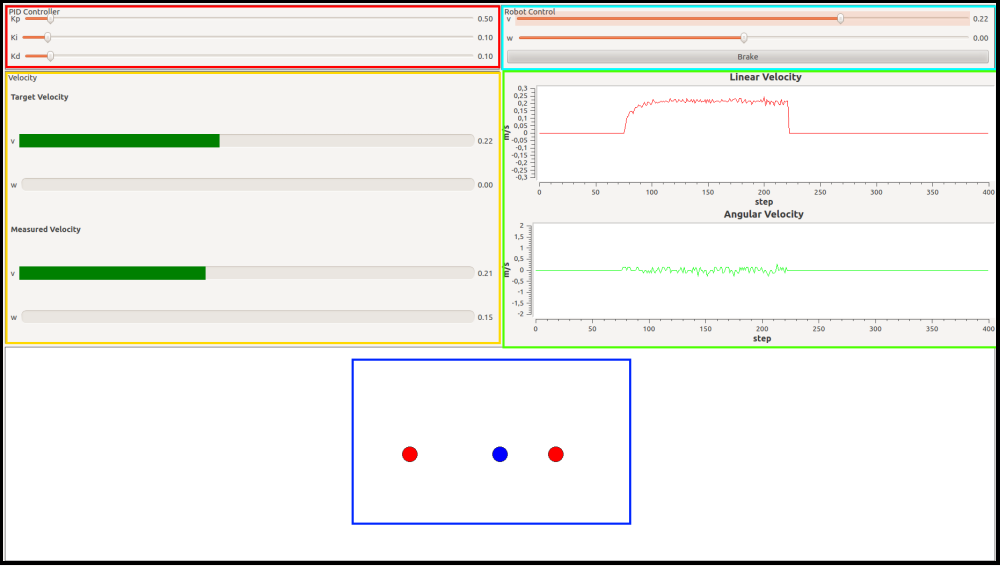 PID Controller
Kp 0.50
Ki 0.10
Kd 0.10
Robot Control
v 0.22
w 0.00
Brake
Velocity
Target Velocity
v 0.22
w 0.00
Measured Velocity
v 0.21
w 0.15
Linear Velocity
0,3
0,25
0,2
0,15
0,1
0,05
0
-0,05
-0,1
-0,15
-0,2
-0,25
-0,3
m/s
0 50 100 150 200 250 300 350 400
step
Angular Velocity
2
1,5
1
0,5
0
-0,5
-1
-1,5
-2
m/s
0 50 100 150 200 250 300 350 400
step